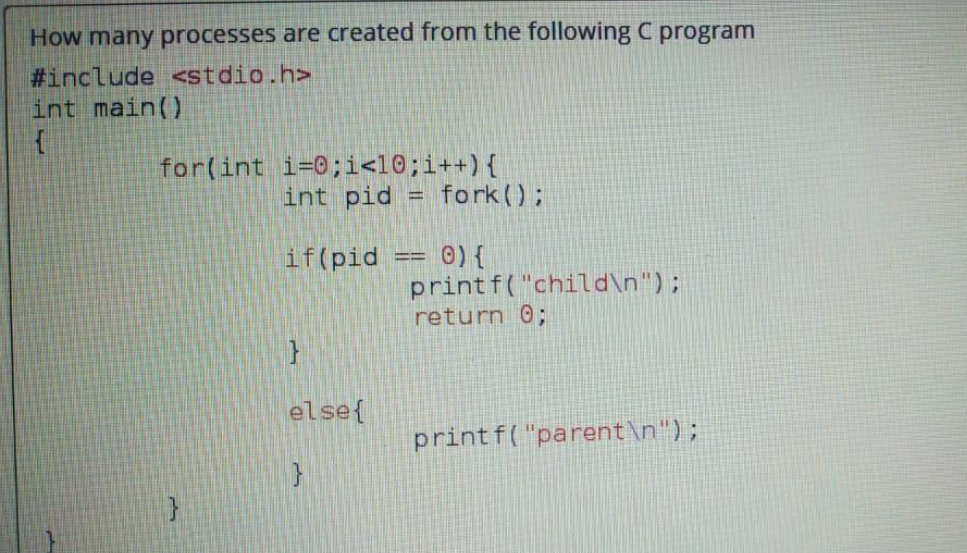 How many processes are created from the following C program
#include <stdio.h>
int main()
{
for(int i=0;i<10;i++){
int pid = fork();
if(pid == 0){
printf("child\n");
return 0;
}
else{
printf("parent\n");
}
}
}